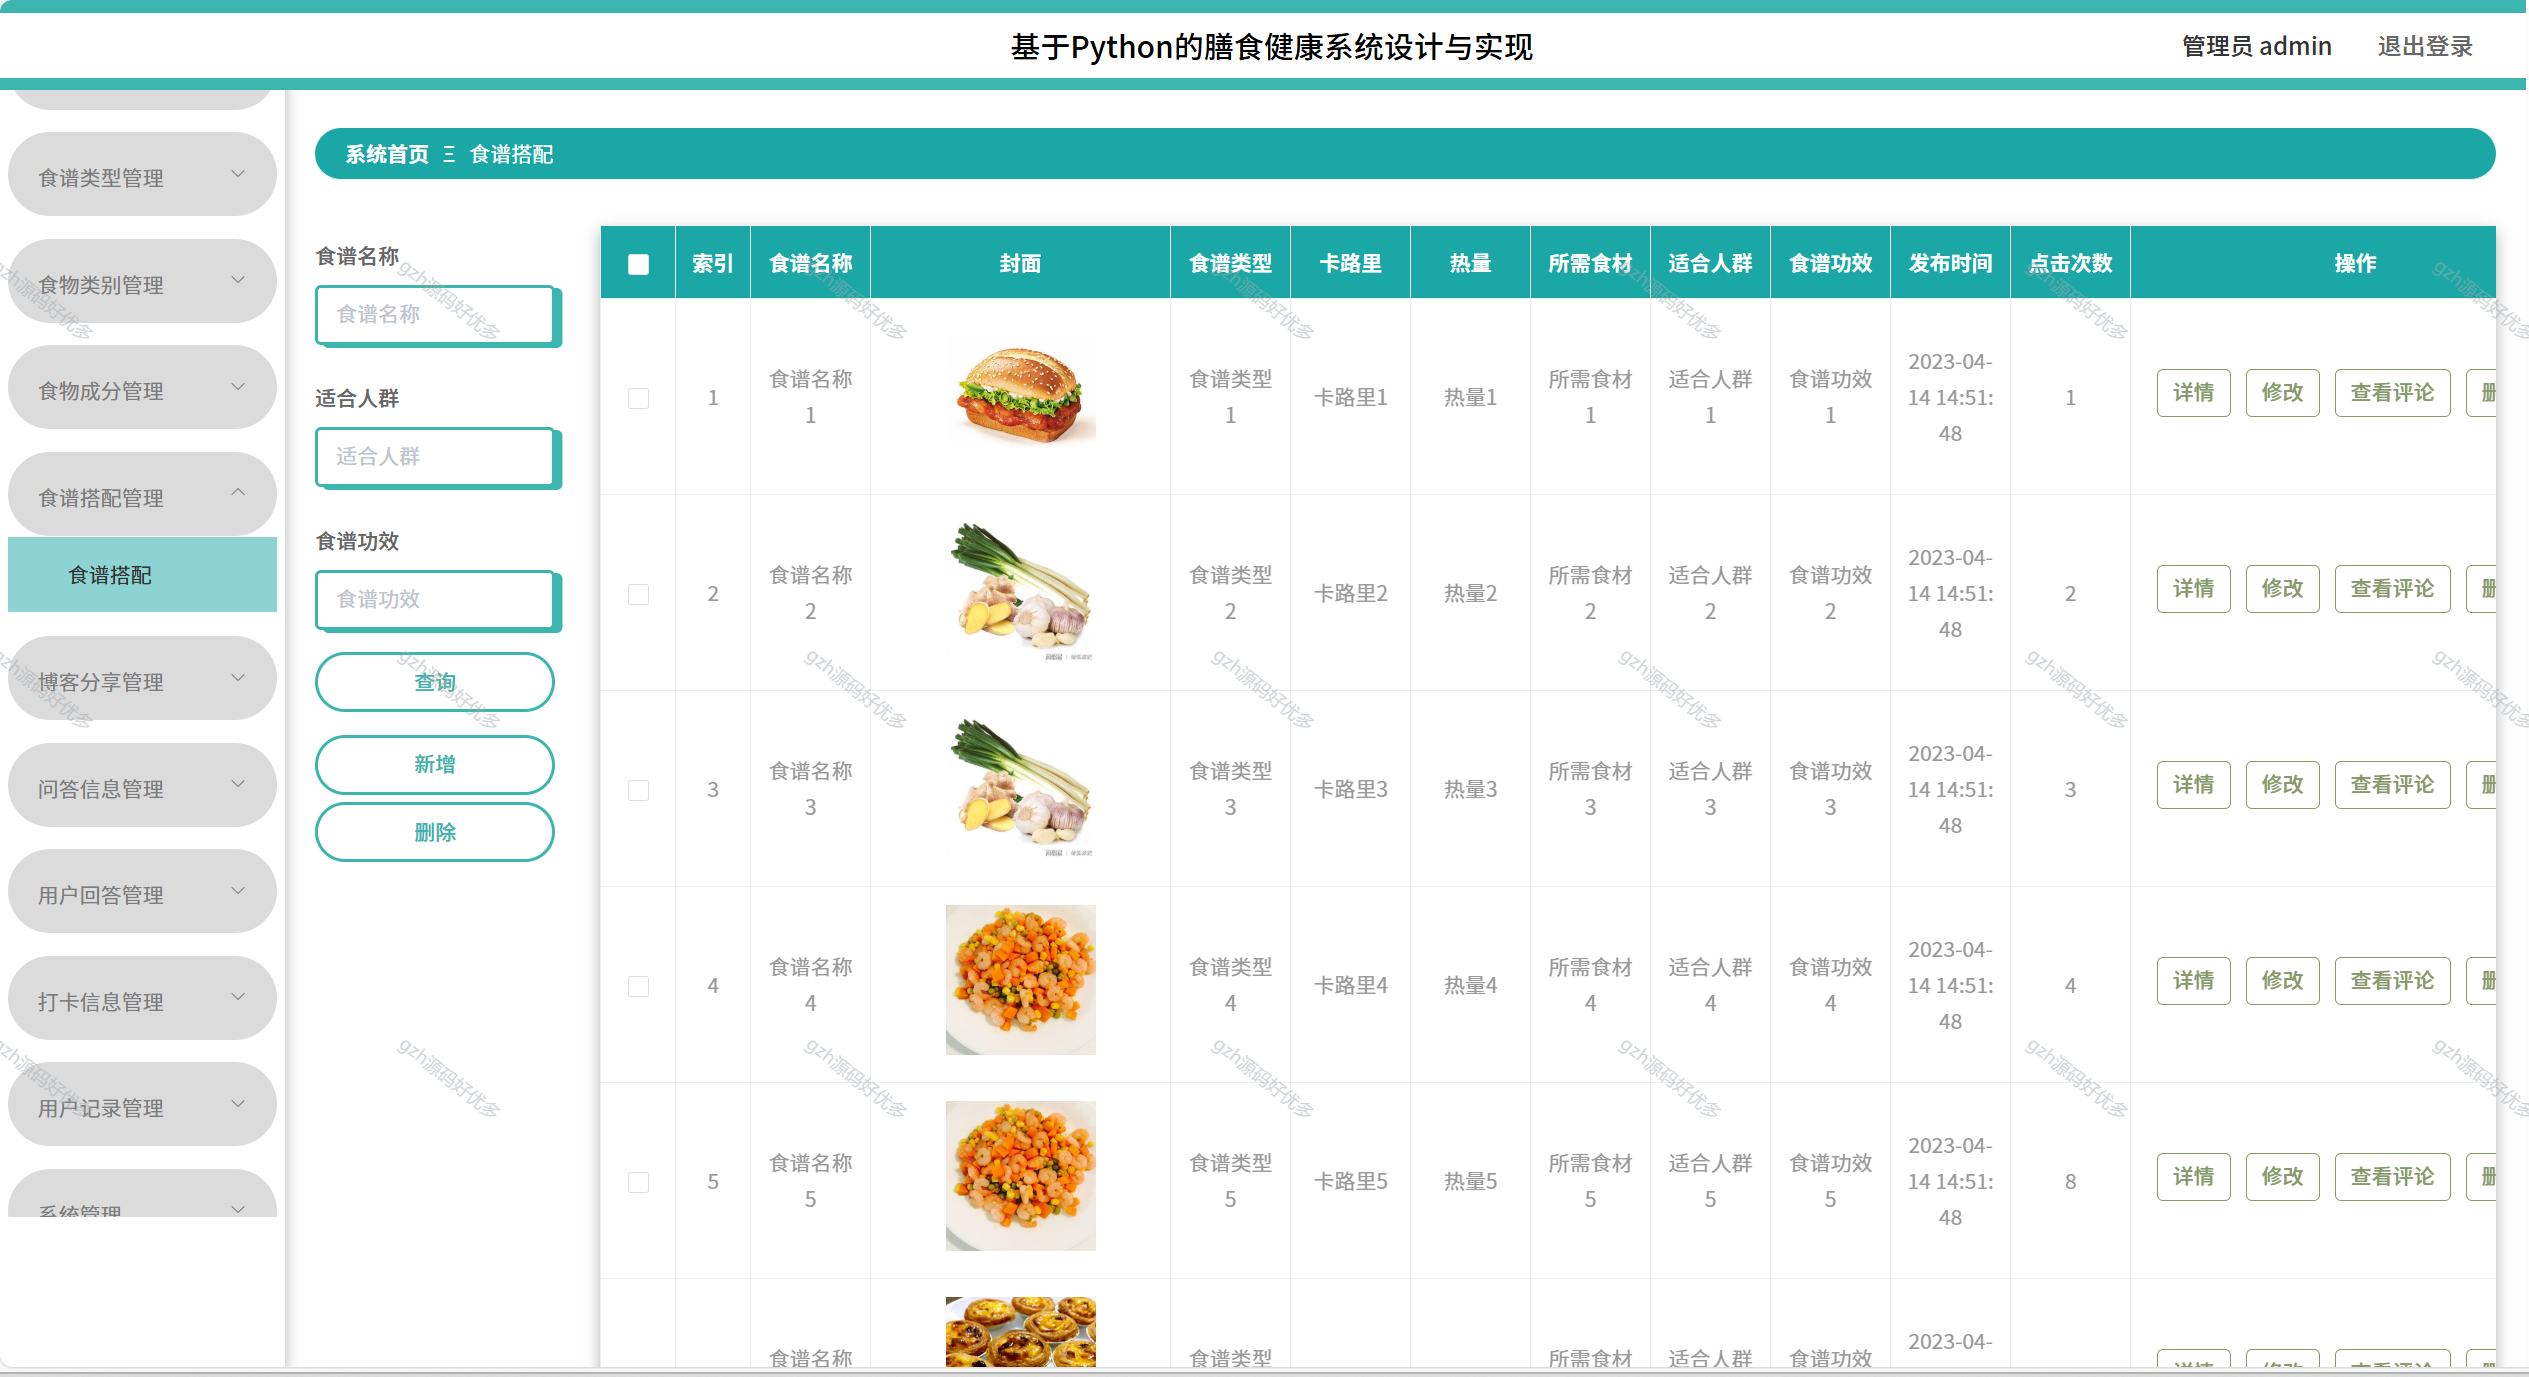 基于Python的膳食健康系统设计与实现
管理员 admin 退出登录
系统首页 Ξ 食谱搭配
食谱类型管理
食物类别管理
食物成分管理
食谱搭配管理
食谱搭配
博客分享管理
问答信息管理
用户回答管理
打卡信息管理
用户记录管理
系统管理
食谱名称
食谱名称
适合人群
适合人群
食谱功效
食谱功效
查询
新增
删除
索引 食谱名称 封面 食谱类型 卡路里 热量 所需食材 适合人群 食谱功效 发布时间 点击次数 操作
1 食谱名称1 食谱类型1 卡路里1 热量1 所需食材1 适合人群1 食谱功效1 2023-04-14 14:51:48 1 详情 修改 查看评论
2 食谱名称2 食谱类型2 卡路里2 热量2 所需食材2 适合人群2 食谱功效2 2023-04-14 14:51:48 2 详情 修改 查看评论
3 食谱名称3 食谱类型3 卡路里3 热量3 所需食材3 适合人群3 食谱功效3 2023-04-14 14:51:48 3 详情 修改 查看评论
4 食谱名称4 食谱类型4 卡路里4 热量4 所需食材4 适合人群4 食谱功效4 2023-04-14 14:51:48 4 详情 修改 查看评论
5 食谱名称5 食谱类型5 卡路里5 热量5 所需食材5 适合人群5 食谱功效5 2023-04-14 14:51:48 8 详情 修改 查看评论
食谱名称 食谱类型 所需食材 适合人群 食谱功效 2023-04- 详情 修改 查看评论
gzh源码好优多